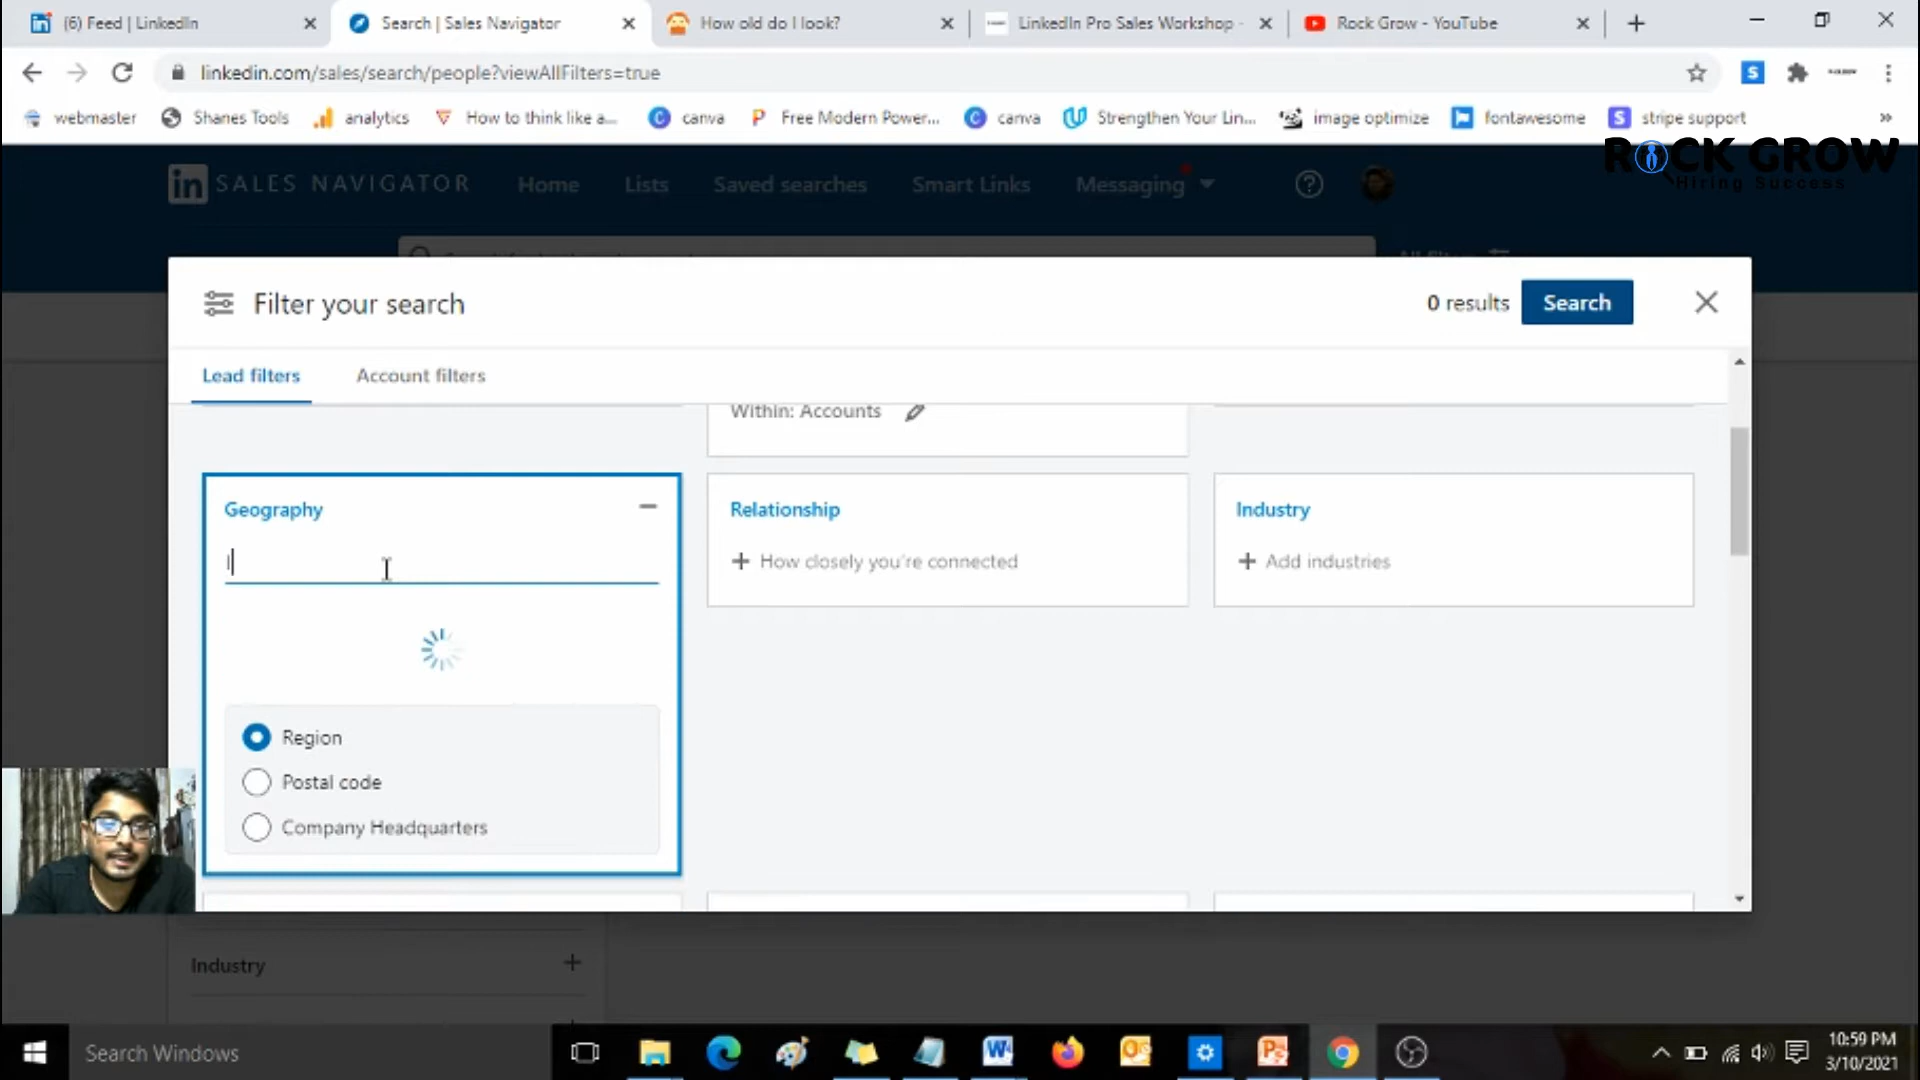 (6) Feed | LinkedIn
Search | Sales Navigator
How old do I look?
LinkedIn Pro Sales Workshop -
Rock Grow - YouTube
linkedin.com/sales/search/people?viewAllFilters=true
webmaster
Shanes Tools
analytics
How to think like a...
canva
Free Modern Power...
canva
Strengthen Your Lin...
image optimize
fontawesome
stripe support
ROCK GROW
Hiring Success
in SALES NAVIGATOR
Home
Lists
Saved searches
Smart Links
Messaging
Filter your search
0 results
Search
Lead filters
Account filters
Within: Accounts
Geography
Relationship
How closely you're connected
Industry
Add industries
Region
Postal code
Company Headquarters
Industry
Search Windows
10:59 PM
3/10/2021